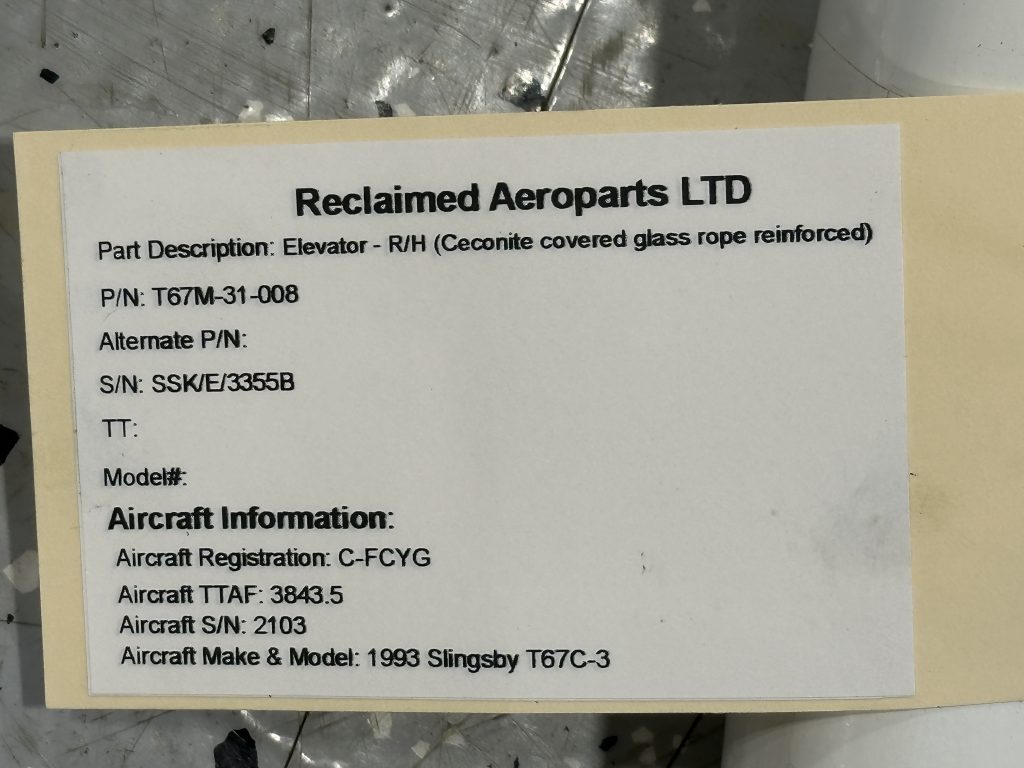 Reclaimed Aeroparts LTD
Part Description: Elevator - R/H (Ceconite covered glass rope reinforced)
P/N: T67M-31-008
Alternate P/N:
S/N: SSK/E/3355B
TT:
Model#:
Aircraft Information:
Aircraft Registration: C-FCYG
Aircraft TTAF: 3843.5
Aircraft S/N: 2103
Aircraft Make & Model: 1993 Slingsby T67C-3